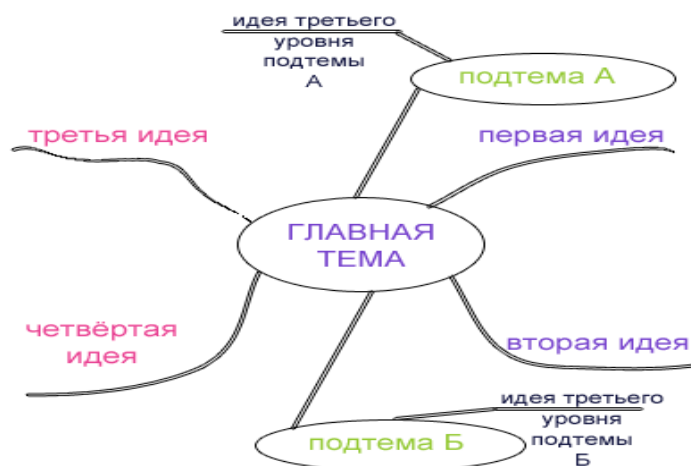 идея третьего
уровня
подтемы
А
подтема А
третья идея
первая идея
ГЛАВНАЯ
ТЕМА
четвёртая
идея
вторая идея
идея третьего
уровня
подтемы
Б
подтема Б